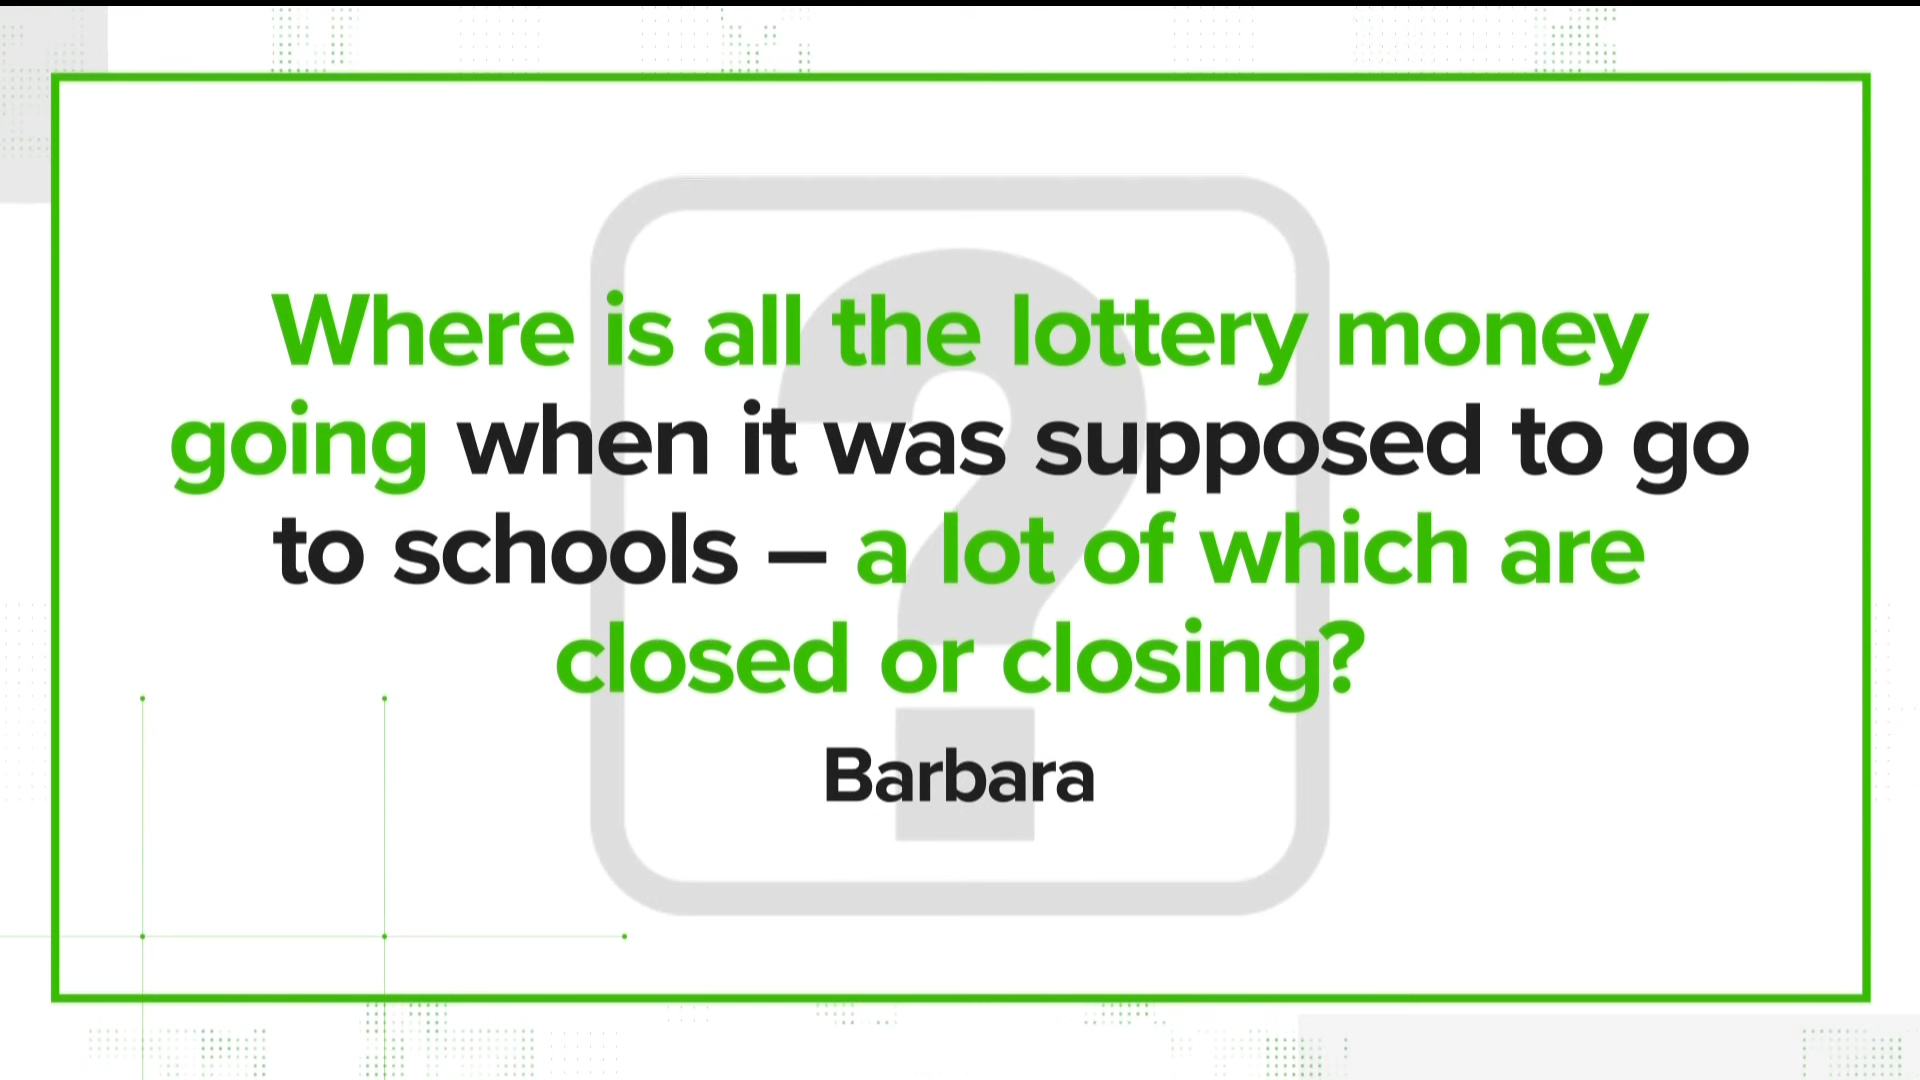 Where is all the lottery money
going when it was supposed to go
to schools – a lot of which are
closed or closing?
Barbara